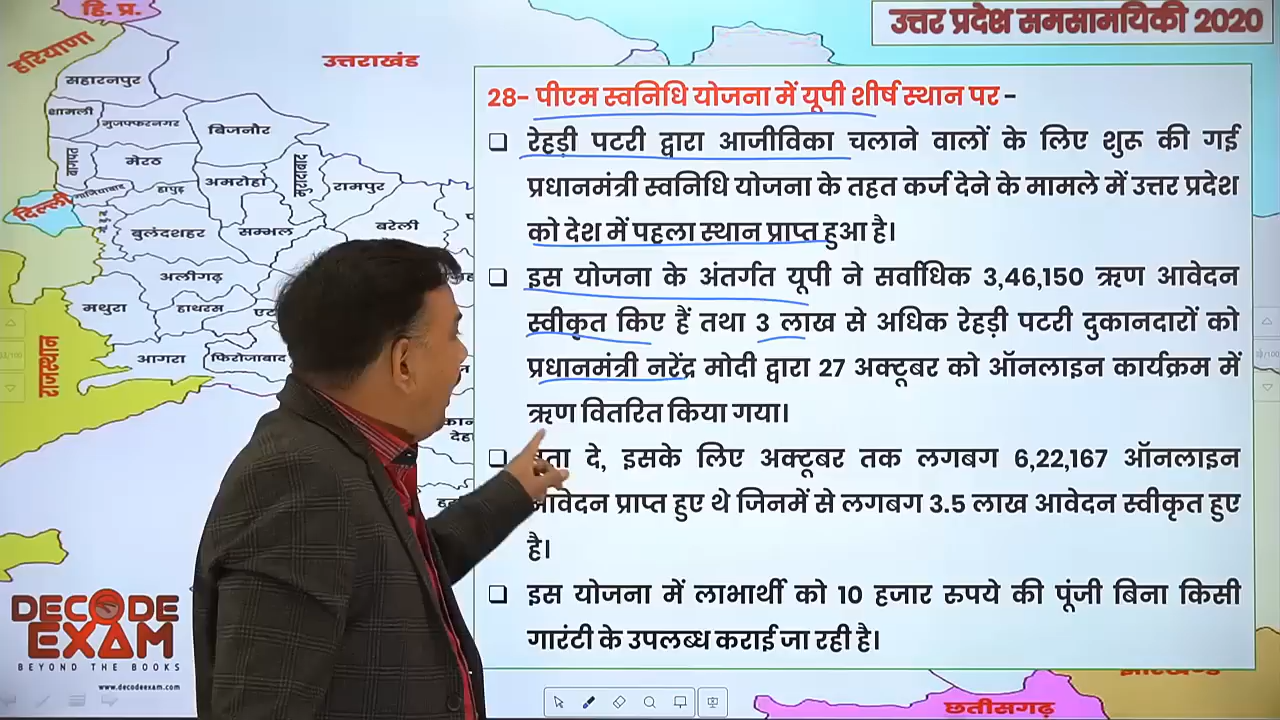 उत्तर प्रदेश समसामयिकी 2020
हि. प्र.
हरियाणा
उत्तराखंड
सहारनपुर
शामली
मुजफ्फरनगर
बिजनौर
बागपत
मेरठ
हापुड़
अमरोहा
मुरादाबाद
रामपुर
गाजियाबाद
दिल्ली
बुलंदशहर
सम्भल
बरेली
अलीगढ़
मथुरा
हाथरस
आगरा
फिरोजाबाद
राजस्थान
28- पीएम स्वनिधि योजना में यूपी शीर्ष स्थान पर -
रेहड़ी पटरी द्वारा आजीविका चलाने वालों के लिए शुरू की गई
प्रधानमंत्री स्वनिधि योजना के तहत कर्ज देने के मामले में उत्तर प्रदेश
को देश में पहला स्थान प्राप्त हुआ है।
इस योजना के अंतर्गत यूपी ने सर्वाधिक 3,46,150 ऋण आवेदन
स्वीकृत किए हैं तथा 3 लाख से अधिक रेहड़ी पटरी दुकानदारों को
प्रधानमंत्री नरेंद्र मोदी द्वारा 27 अक्टूबर को ऑनलाइन कार्यक्रम में
ऋण वितरित किया गया।
दे, इसके लिए अक्टूबर तक लगबग 6,22,167 ऑनलाइन
आवेदन प्राप्त हुए थे जिनमें से लगबग 3.5 लाख आवेदन स्वीकृत हुए
है।
इस योजना में लाभार्थी को 10 हजार रुपये की पूंजी बिना किसी
गारंटी के उपलब्ध कराई जा रही है।
DECODE
EXAM
BEYOND THE BOOKS
www.decodeexam.com
छत्तीसगढ़